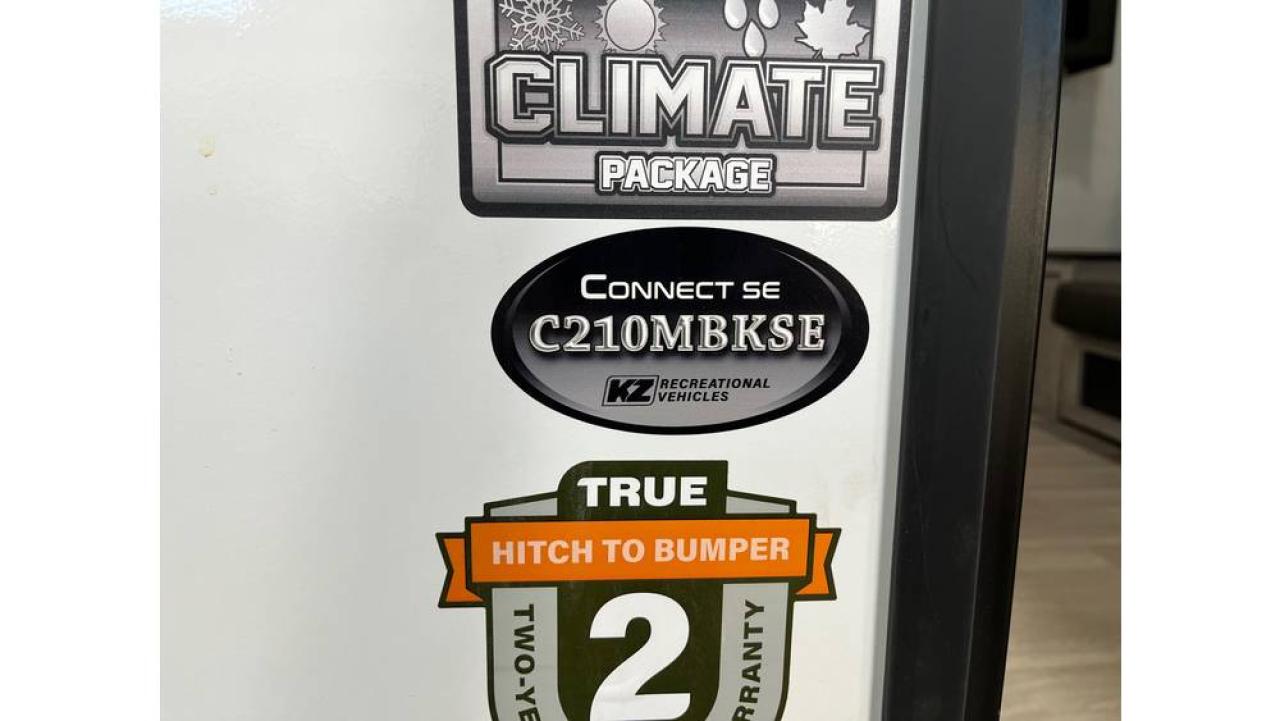 CLIMATE
PACKAGE
CONNECT SE
C210MBKSE
KZ RECREATIONAL
VEHICLES
TRUE
HITCH TO BUMPER
2